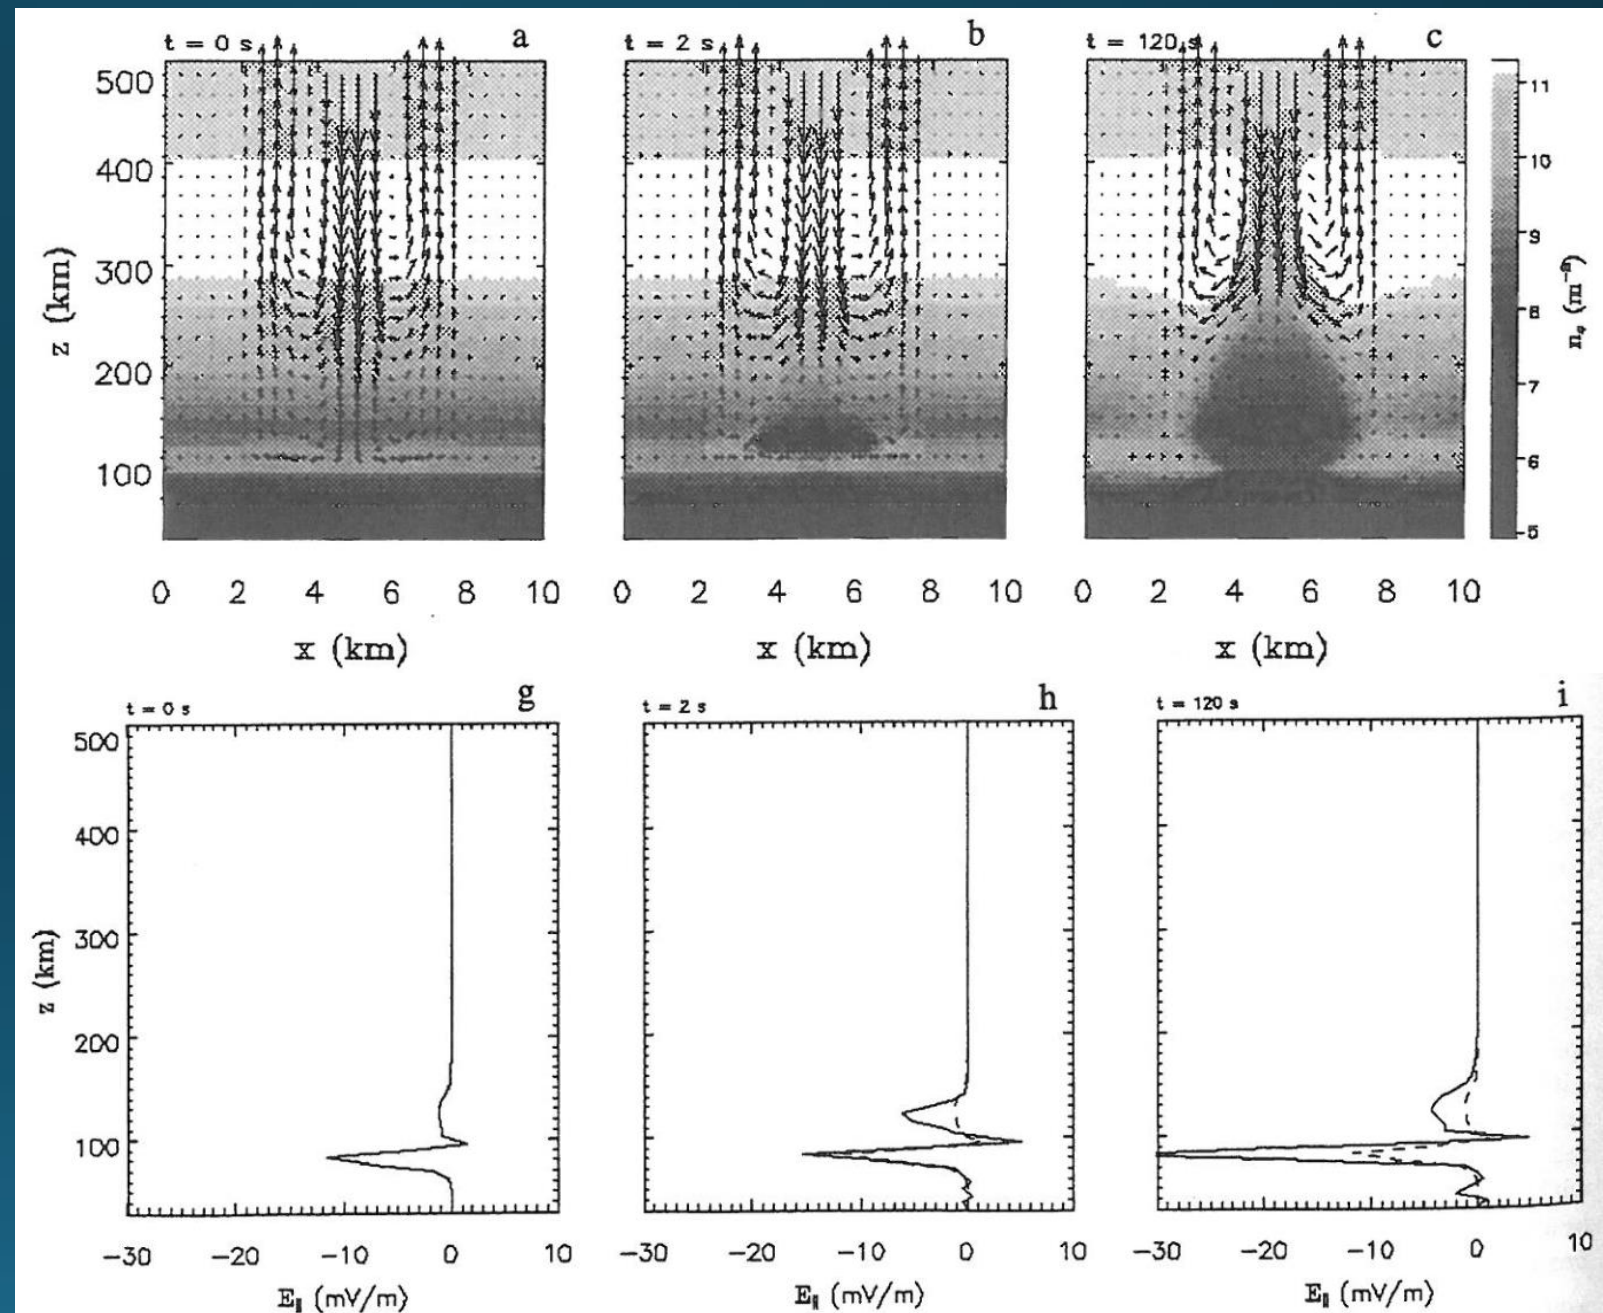 t = 0 s a
t = 2 s b
t = 120 s c
500
400
300
200
100
z (km)
11
10
9
8
7
6
5
0 2 4 6 8 10
0 2 4 6 8 10
0 2 4 6 8 10
x (km)
x (km)
x (km)
t = 0 s g
t = 2 s h
t = 120 s i
500
400
300
200
100
z (km)
-30 -20 -10 0 10
-30 -20 -10 0 10
-30 -20 -10 0 10
E∥ (mV/m)
E∥ (mV/m)
E∥ (mV/m)